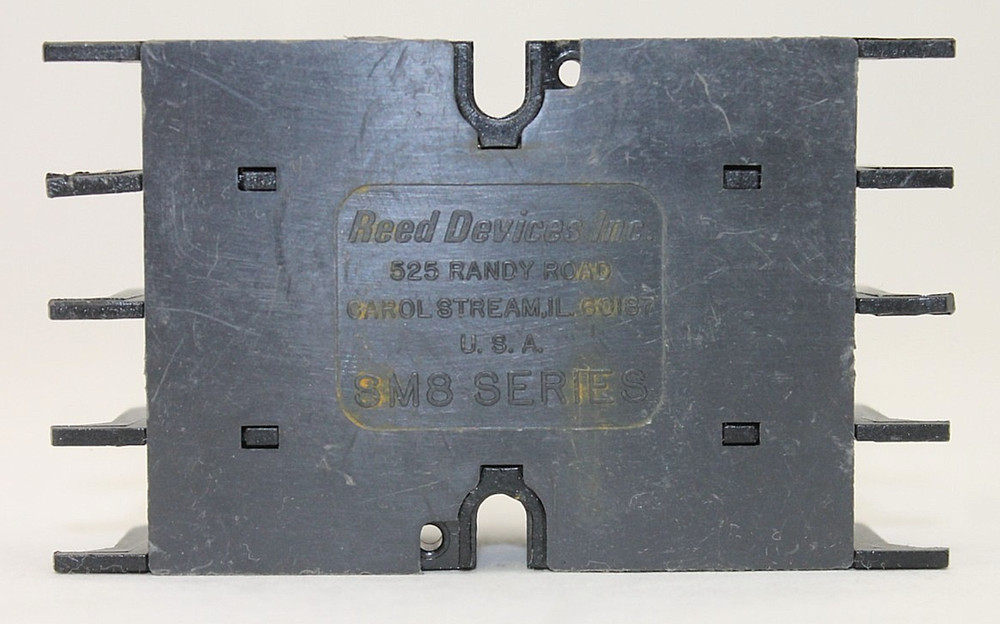 Reed Devices Inc.
525 RANDY ROAD
CAROL STREAM, IL. 60187
U. S. A.
SM8 SERIES